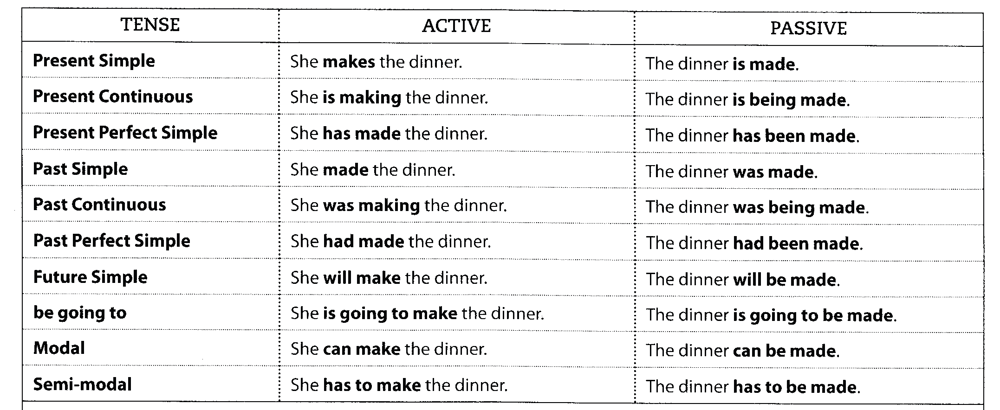 TENSE ACTIVE PASSIVE
Present Simple She makes the dinner. The dinner is made.
Present Continuous She is making the dinner. The dinner is being made.
Present Perfect Simple She has made the dinner. The dinner has been made.
Past Simple She made the dinner. The dinner was made.
Past Continuous She was making the dinner. The dinner was being made.
Past Perfect Simple She had made the dinner. The dinner had been made.
Future Simple She will make the dinner. The dinner will be made.
be going to She is going to make the dinner. The dinner is going to be made.
Modal She can make the dinner. The dinner can be made.
Semi-modal She has to make the dinner. The dinner has to be made.